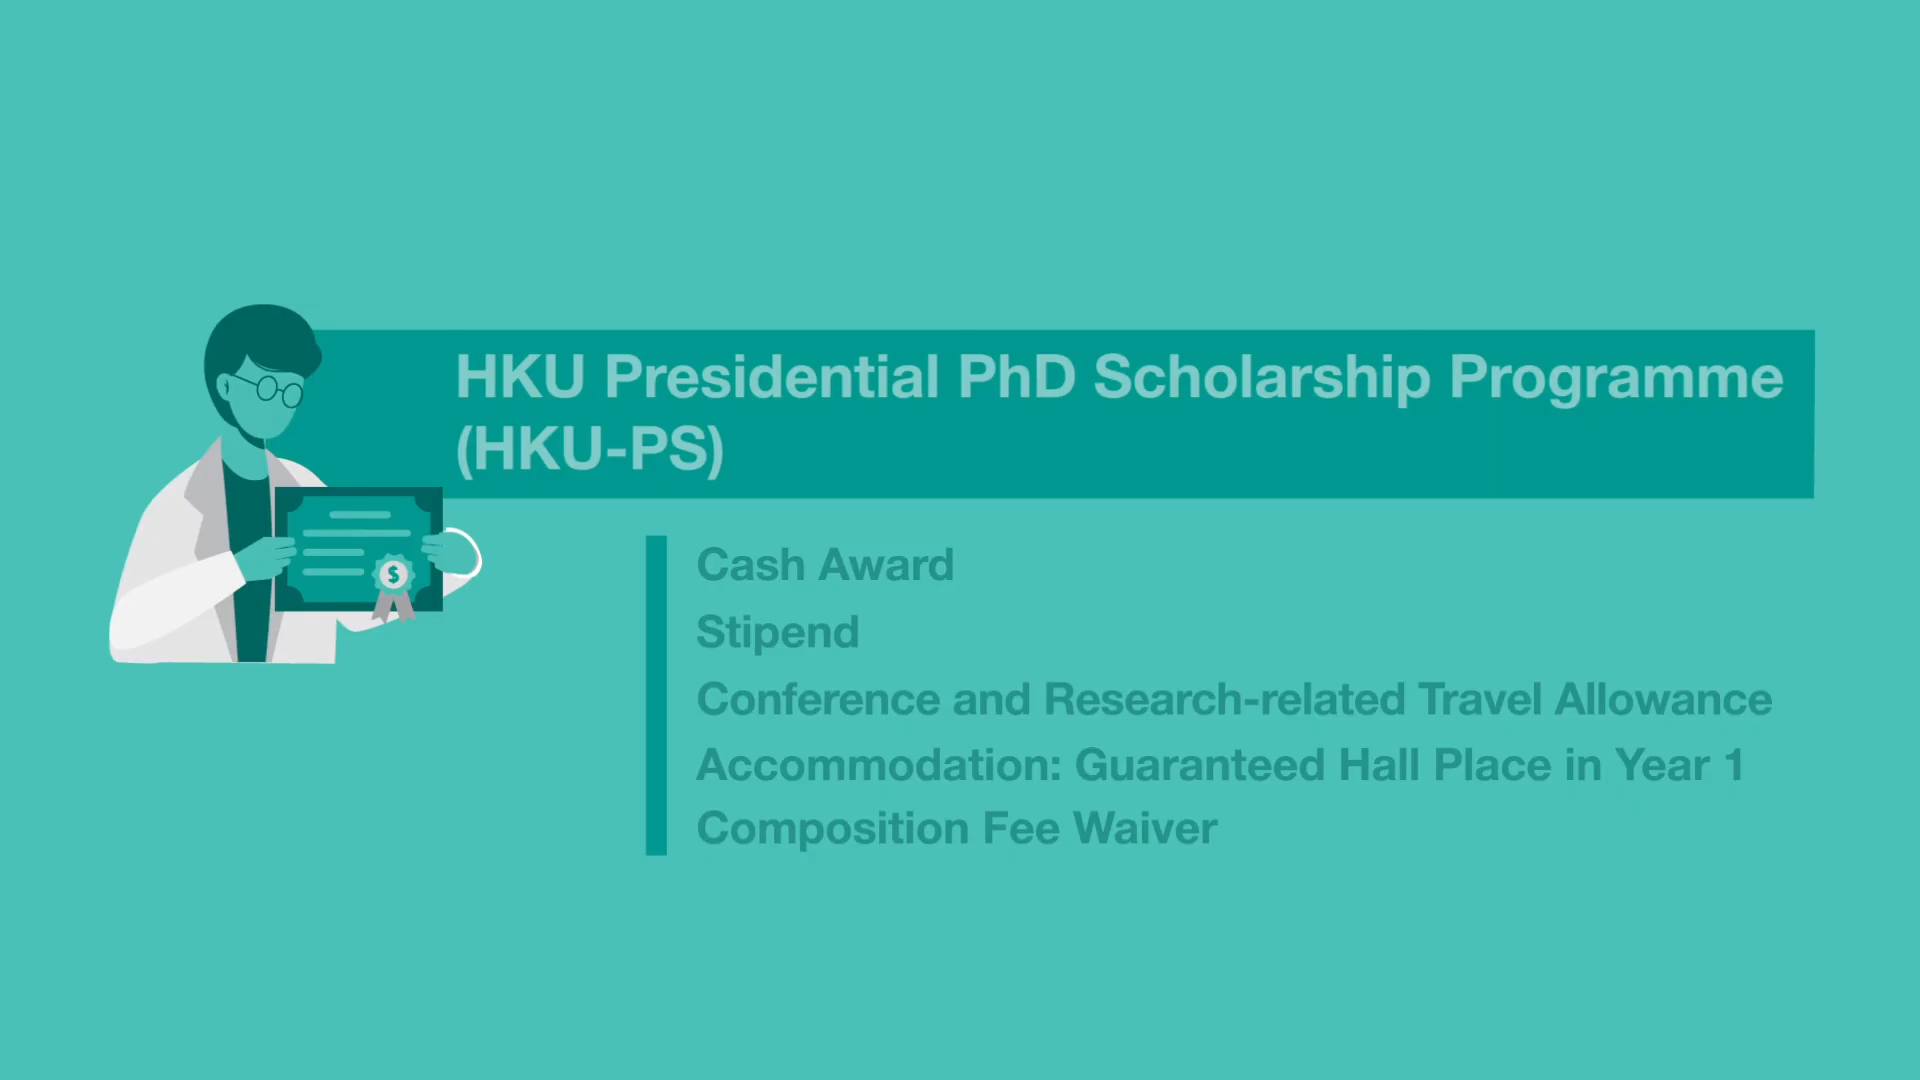 HKU Presidential PhD Scholarship Programme
(HKU-PS)
$
Cash Award
Stipend
Conference and Research-related Travel Allowance
Accommodation: Guaranteed Hall Place in Year 1
Composition Fee Waiver